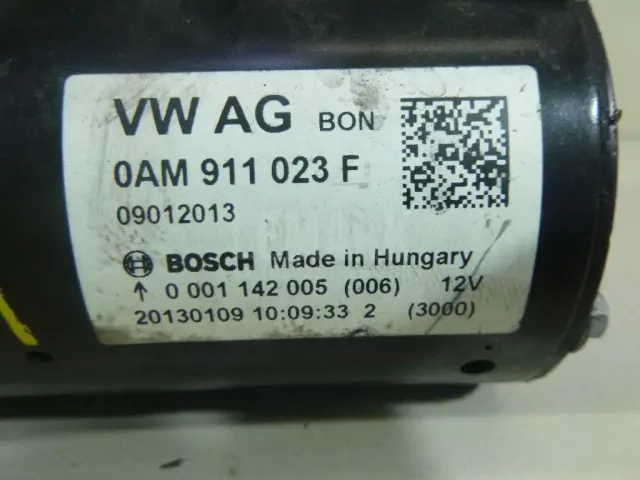 VW AG BON
0AM 911 023 F
09012013
BOSCH Made in Hungary
↑ 0 001 142 005 (006) 12V
20130109 10:09:33 2 (3000)